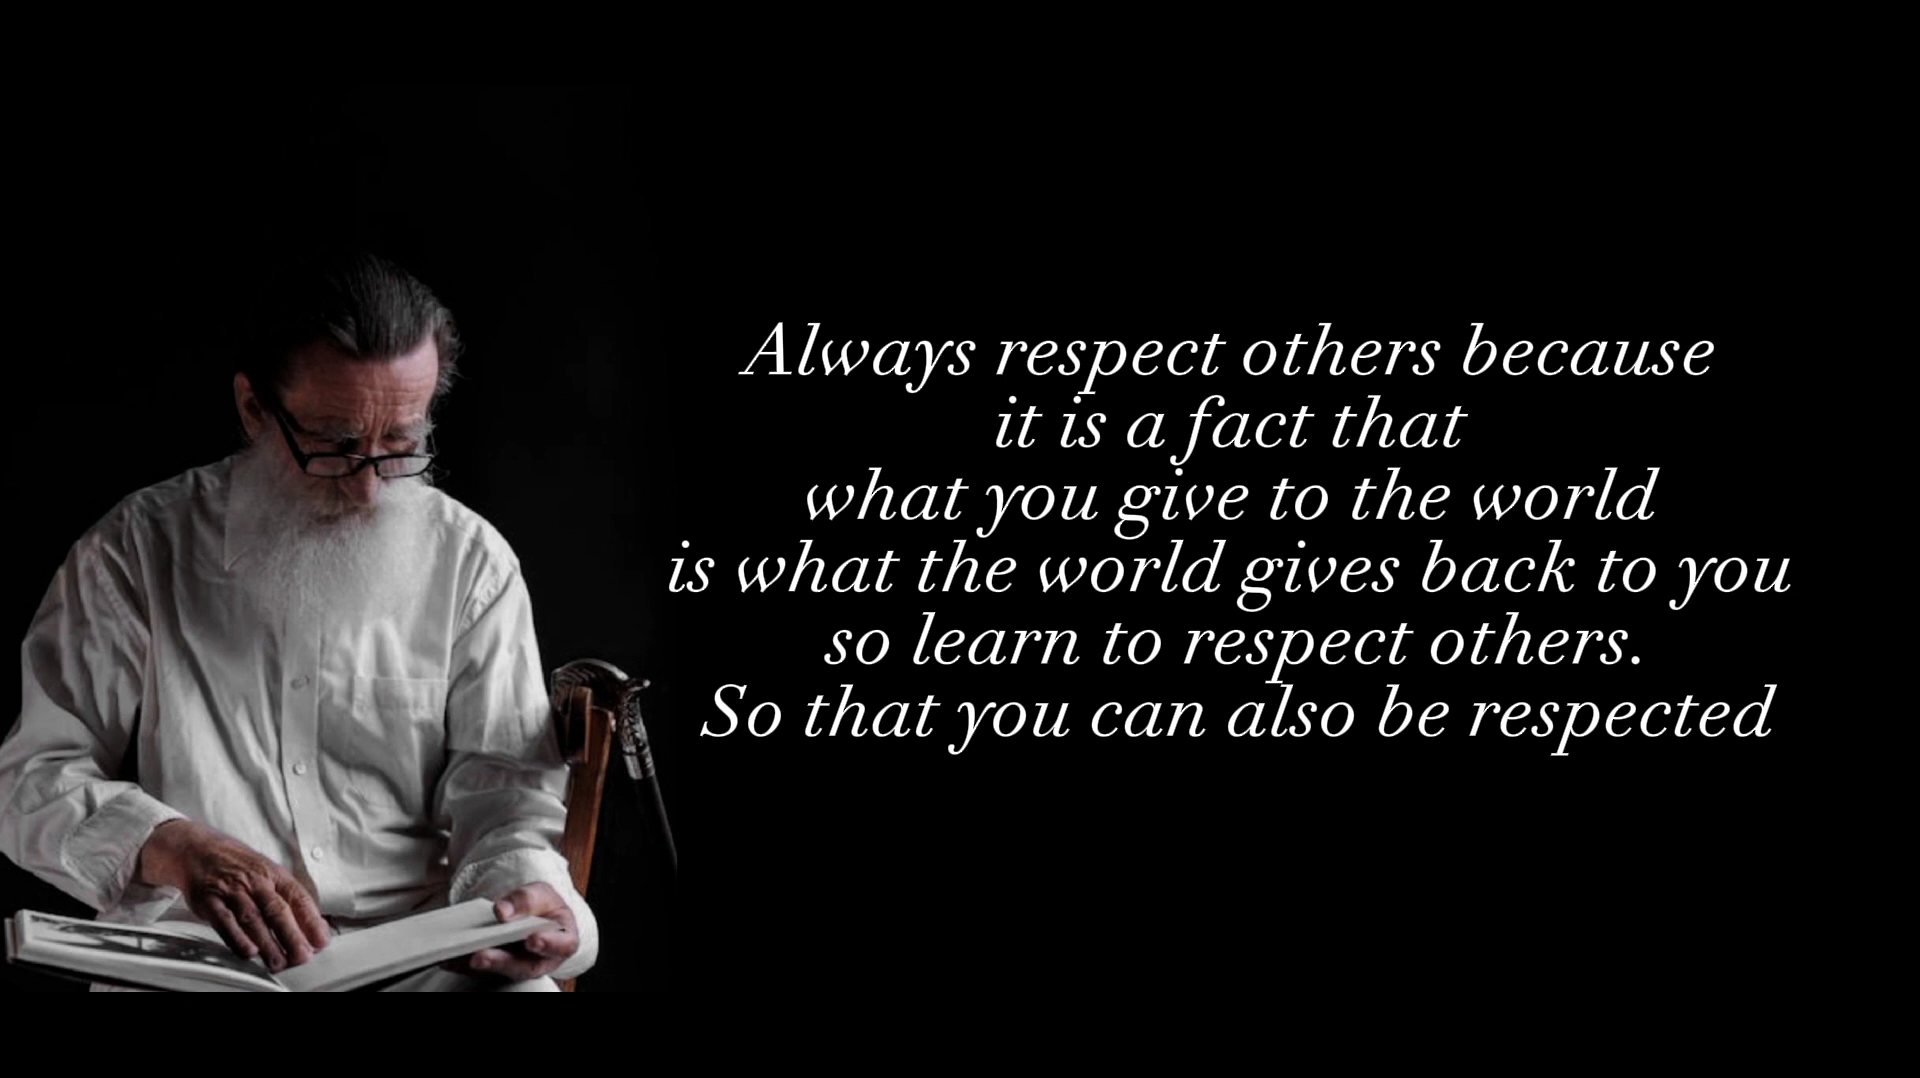 Always respect others because
it is a fact that
what you give to the world
is what the world gives back to you
so learn to respect others.
So that you can also be respected